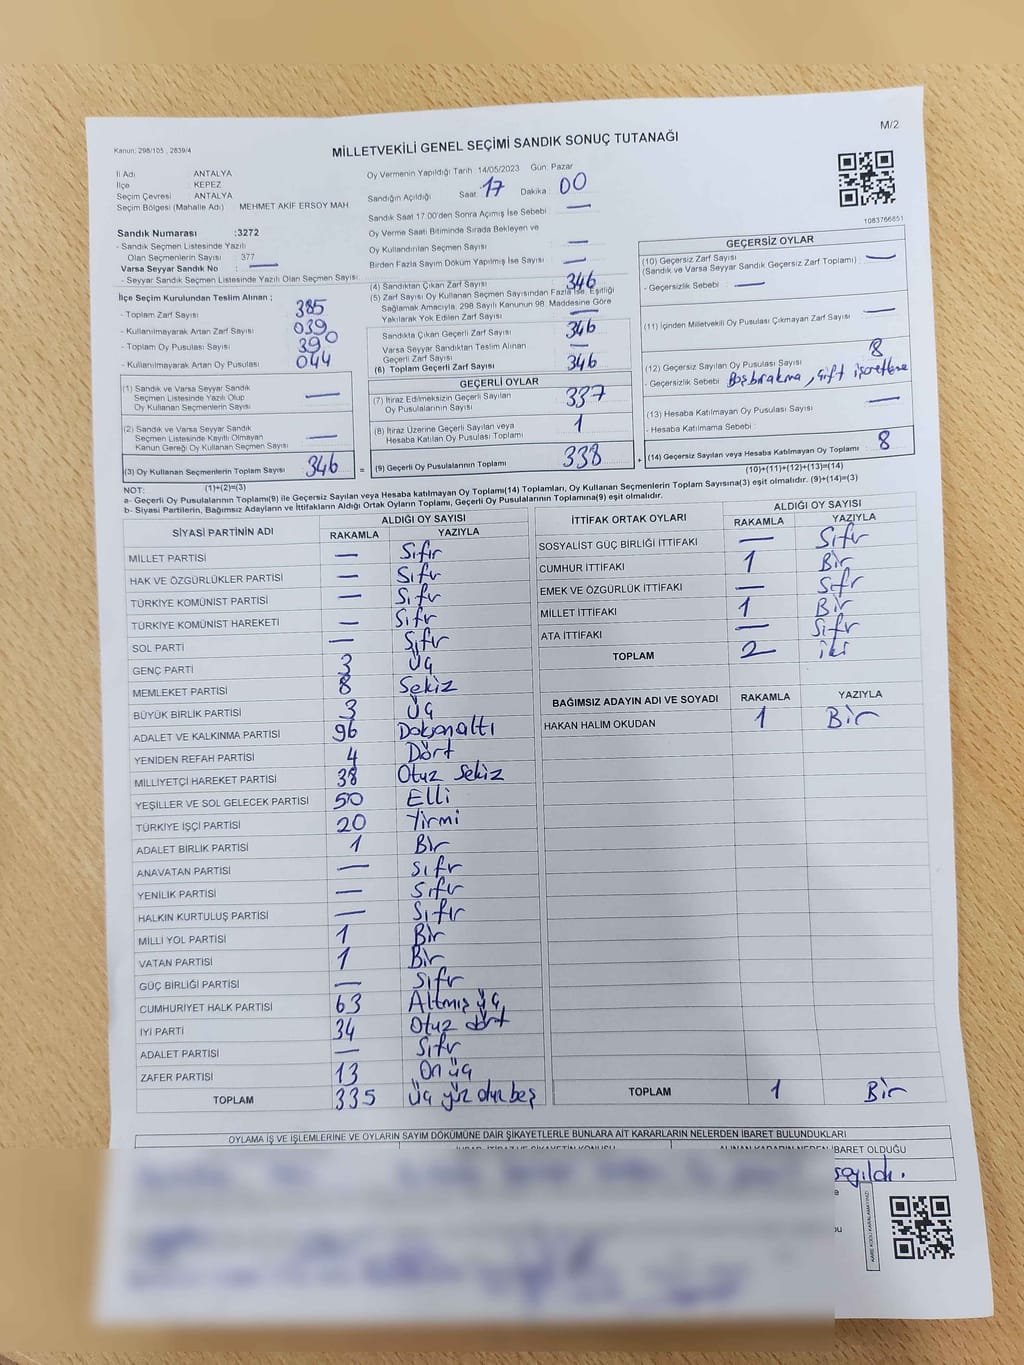 M/2
Kanun: 298/105 , 2839/4
MİLLETVEKİLİ GENEL SEÇİMİ SANDIK SONUÇ TUTANAĞI
İl Adı ANTALYA
İlçe KEPEZ
Seçim Çevresi ANTALYA
Seçim Bölgesi (Mahalle Adı) MEHMET AKİF ERSOY MAH
Sandık Numarası :3272
- Sandık Seçmen Listesinde Yazılı
Olan Seçmenlerin Sayısı 377
Varsa Seyyar Sandık No —
- Seyyar Sandık Seçmen Listesinde Yazılı Olan Seçmen Sayısı
İlçe Seçim Kurulundan Teslim Alınan ;
- Toplam Zarf Sayısı 385
- Kullanılmayarak Artan Zarf Sayısı 039
- Toplam Oy Pusulası Sayısı 390
- Kullanılmayarak Artan Oy Pusulası 044
(1) Sandık ve Varsa Seyyar Sandık
Seçmen Listesinde Yazılı Olup
Oy Kullanan Seçmenlerin Sayısı —
(2) Sandık ve Varsa Seyyar Sandık
Seçmen Listesinde Kayıtlı Olmayan
Kanun Gereği Oy Kullanan Seçmen Sayısı —
(3) Oy Kullanan Seçmenlerin Toplam Sayısı 346 =
(1)+(2)=(3)
Oy Vermenin Yapıldığı Tarih :14/05/2023 Gün: Pazar
Sandığın Açıldığı Saat 17 Dakika 00
Sandık Saat 17.00'den Sonra Açımış İse Sebebi —
Oy Verme Saati Bitiminde Sırada Bekleyen ve
Oy Kullandırılan Seçmen Sayısı —
Birden Fazla Sayım Döküm Yapılmış İse Sayısı —
(4) Sandıktan Çıkan Zarf Sayısı 346
(5) Zarf Sayısı Oy Kullanan Seçmen Sayısından Fazla İse, Eşitliği
Sağlamak Amacıyla, 298 Sayılı Kanunun 98. Maddesine Göre
Yakılarak Yok Edilen Zarf Sayısı —
Sandıkta Çıkan Geçerli Zarf Sayısı 346
Varsa Seyyar Sandıktan Teslim Alınan
Geçerli Zarf Sayısı —
(6) Toplam Geçerli Zarf Sayısı 346
GEÇERLİ OYLAR
(7) İtiraz Edilmeksizin Geçerli Sayılan
Oy Pusulalarının Sayısı 337
(8) İtiraz Üzerine Geçerli Sayılan veya
Hesaba Katılan Oy Pusulası Toplamı 1
(9) Geçerli Oy Pusulalarının Toplamı 338 +
1083766651
GEÇERSİZ OYLAR
(10) Geçersiz Zarf Sayısı
(Sandık ve Varsa Seyyar Sandık Geçersiz Zarf Toplamı) —
- Geçersizlik Sebebi —
(11) İçinden Milletvekili Oy Pusulası Çıkmayan Zarf Sayısı —
(12) Geçersiz Sayılan Oy Pusulası Sayısı 8
- Geçersizlik Sebebi Boş bırakma, Çift işaretleme
(13) Hesaba Katılmayan Oy Pusulası Sayısı —
- Hesaba Katılmama Sebebi
(14) Geçersiz Sayılan veya Hesaba Katılmayan Oy Toplamı 8
(10)+(11)+(12)+(13)=(14)
NOT:
a- Geçerli Oy Pusulalarının Toplamı(9) ile Geçersiz Sayılan veya Hesaba katılmayan Oy Toplamı(14) Toplamları, Oy Kullanan Seçmenlerin Toplam Sayısına(3) eşit olmalıdır. (9)+(14)=(3)
b- Siyasi Partilerin, Bağımsız Adayların ve İttifakların Aldığı Ortak Oyların Toplamı, Geçerli Oy Pusulalarının Toplamına(9) eşit olmalıdır.
SİYASİ PARTİNİN ADI ALDIĞI OY SAYISI
RAKAMLA YAZIYLA
MİLLET PARTİSİ — Sıfır
HAK VE ÖZGÜRLÜKLER PARTİSİ — Sıfır
TÜRKİYE KOMÜNİST PARTİSİ — Sıfır
TÜRKİYE KOMÜNİST HAREKETİ — Sıfır
SOL PARTİ — Sıfır
GENÇ PARTİ 3 Üç
MEMLEKET PARTİSİ 8 Sekiz
BÜYÜK BİRLİK PARTİSİ 3 Üç
ADALET VE KALKINMA PARTİSİ 96 Doksanaltı
YENİDEN REFAH PARTİSİ 4 Dört
MİLLİYETÇİ HAREKET PARTİSİ 38 Otuz Sekiz
YEŞİLLER VE SOL GELECEK PARTİSİ 50 Elli
TÜRKİYE İŞÇİ PARTİSİ 20 Yirmi
ADALET BİRLİK PARTİSİ 1 Bir
ANAVATAN PARTİSİ — Sıfır
YENİLİK PARTİSİ — Sıfır
HALKIN KURTULUŞ PARTİSİ — Sıfır
MİLLİ YOL PARTİSİ 1 Bir
VATAN PARTİSİ 1 Bir
GÜÇ BİRLİĞİ PARTİSİ — Sıfır
CUMHURİYET HALK PARTİSİ 63 Altmış üç
İYİ PARTİ 34 Otuz dört
ADALET PARTİSİ — Sıfır
ZAFER PARTİSİ 13 On üç
TOPLAM 335 Üç yüz otuz beş
İTTİFAK ORTAK OYLARI ALDIĞI OY SAYISI
RAKAMLA YAZIYLA
SOSYALİST GÜÇ BİRLİĞİ İTTİFAKI — Sıfır
CUMHUR İTTİFAKI 1 Bir
EMEK VE ÖZGÜRLÜK İTTİFAKI — Sıfır
MİLLET İTTİFAKI 1 Bir
ATA İTTİFAKI — Sıfır
TOPLAM 2 iki
BAĞIMSIZ ADAYIN ADI VE SOYADI RAKAMLA YAZIYLA
HAKAN HALİM OKUDAN 1 Bir
TOPLAM 1 Bir
OYLAMA İŞ VE İŞLEMLERİNE VE OYLARIN SAYIM DÖKÜMÜNE DAİR ŞİKAYETLERLE BUNLARA AİT KARARLARIN NELERDEN İBARET BULUNDUKLARI
İBARET OLDUĞU
sayıldı.